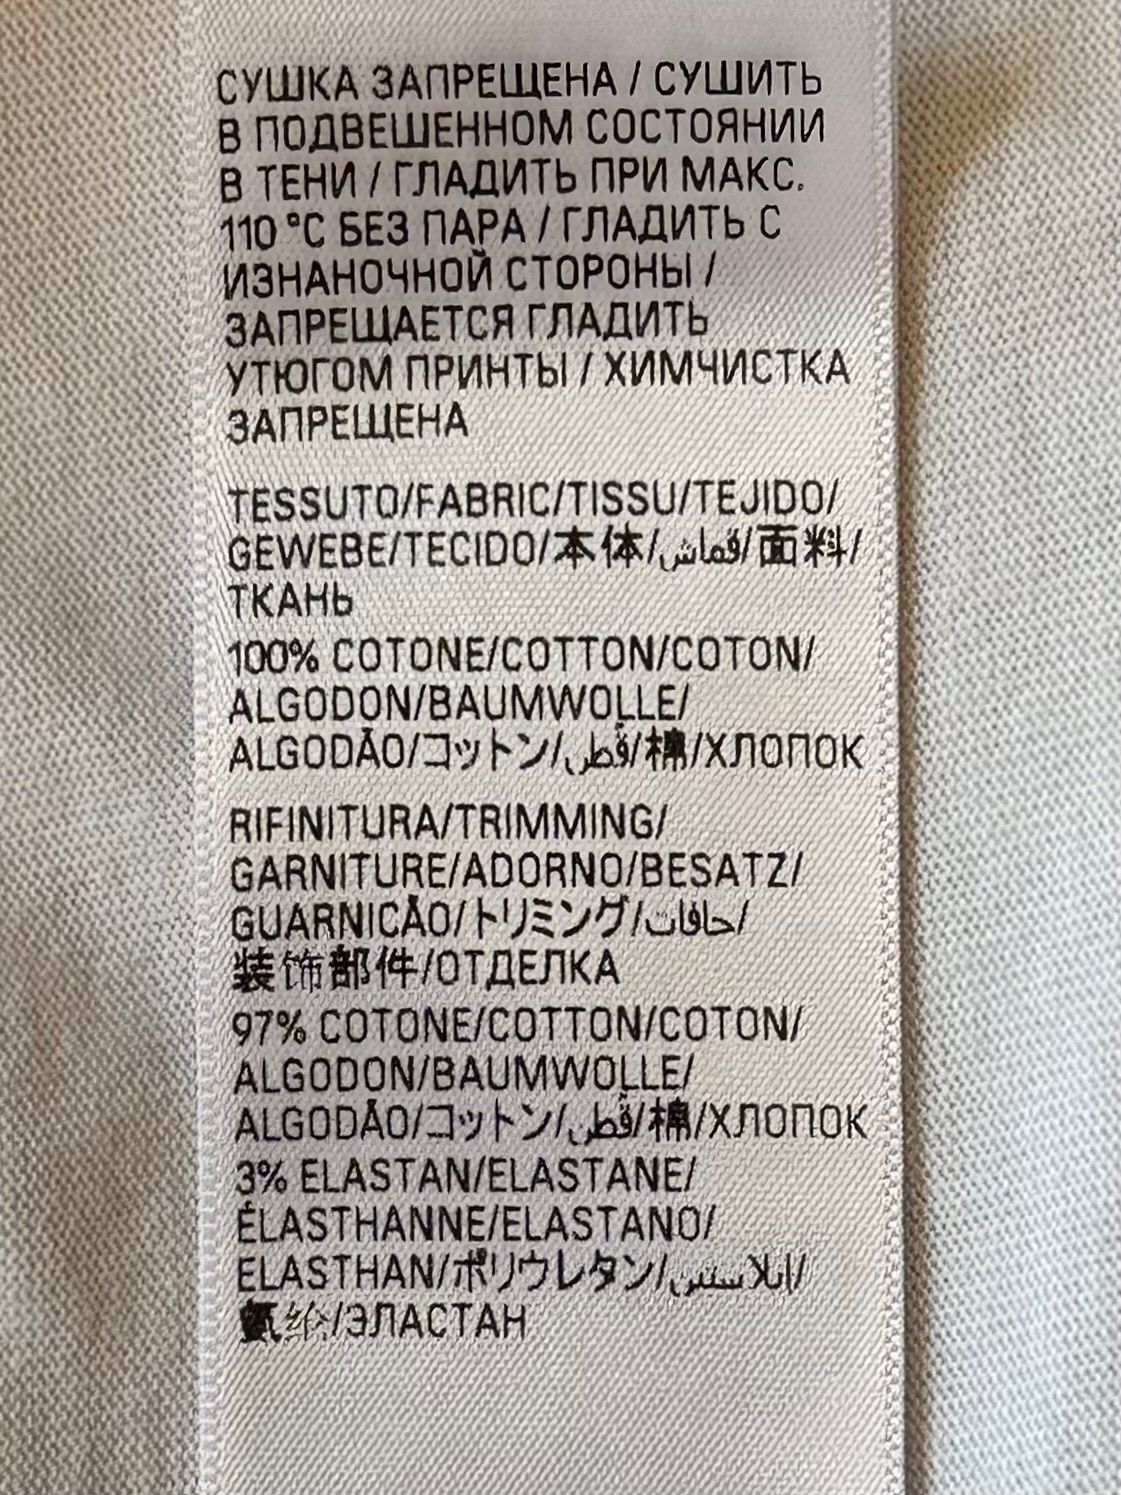 СУШКА ЗАПРЕЩЕНА / СУШИТЬ
В ПОДВЕШЕННОМ СОСТОЯНИИ
В ТЕНИ / ГЛАДИТЬ ПРИ МАКС.
110 °C БЕЗ ПАРА / ГЛАДИТЬ С
ИЗНАНОЧНОЙ СТОРОНЫ /
ЗАПРЕЩАЕТСЯ ГЛАДИТЬ
УТЮГОМ ПРИНТЫ / ХИМЧИСТКА
ЗАПРЕЩЕНА
TESSUTO/FABRIC/TISSU/TEJIDO/
GEWEBE/TECIDO/本体/قماش/面料/
ТКАНЬ
100% COTONE/COTTON/COTON/
ALGODON/BAUMWOLLE/
ALGODÃO/コットン/قطن/棉/ХЛОПОК
RIFINITURA/TRIMMING/
GARNITURE/ADORNO/BESATZ/
GUARNICÃO/トリミング/حافات/
装饰部件/ОТДЕЛКА
97% COTONE/COTTON/COTON/
ALGODON/BAUMWOLLE/
ALGODÃO/コットン/قطن/棉/ХЛОПОК
3% ELASTAN/ELASTANE/
ÉLASTHANNE/ELASTANO/
ELASTHAN/ポリウレタン/ايلاستين/
氨纶/ЭЛАСТАН